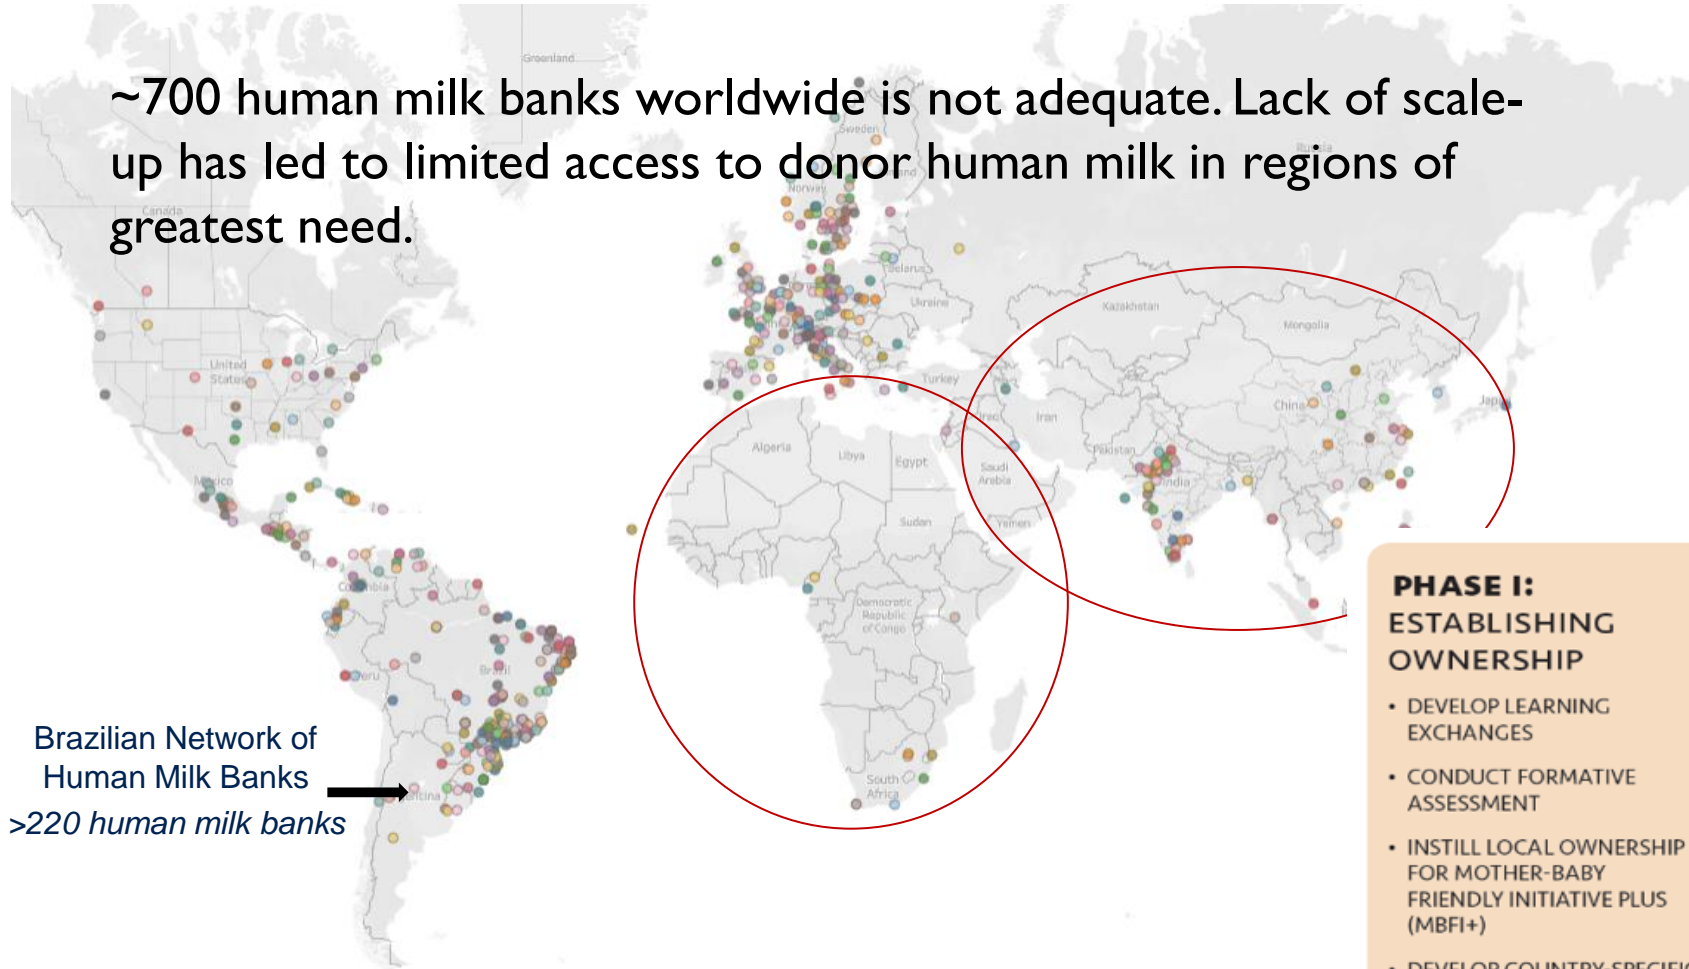 Greenland
~700 human milk banks worldwide is not adequate. Lack of scale-
up has led to limited access to donor human milk in regions of
greatest need.
Sweden
Russia
Norway
Canada
Belarus
Ukraine
Kazakhstan
Mongolia
United
States
Turkey
China
Iraq
Iran
Algeria
Libya
Egypt
Pakistan
Saudi
Arabia
India
Mexico
Sudan
Yemen
Colombia
Democratic
Republic
of Congo
Brazil
Peru
South
Africa
Brazilian Network of
Human Milk Banks
>220 human milk banks
PHASE I:
ESTABLISHING
OWNERSHIP
• DEVELOP LEARNING
EXCHANGES
• CONDUCT FORMATIVE
ASSESSMENT
• INSTILL LOCAL OWNERSHIP
FOR MOTHER-BABY
FRIENDLY INITIATIVE PLUS
(MBFI+)
• DEVELOP COUNTRY-SPECIFIC